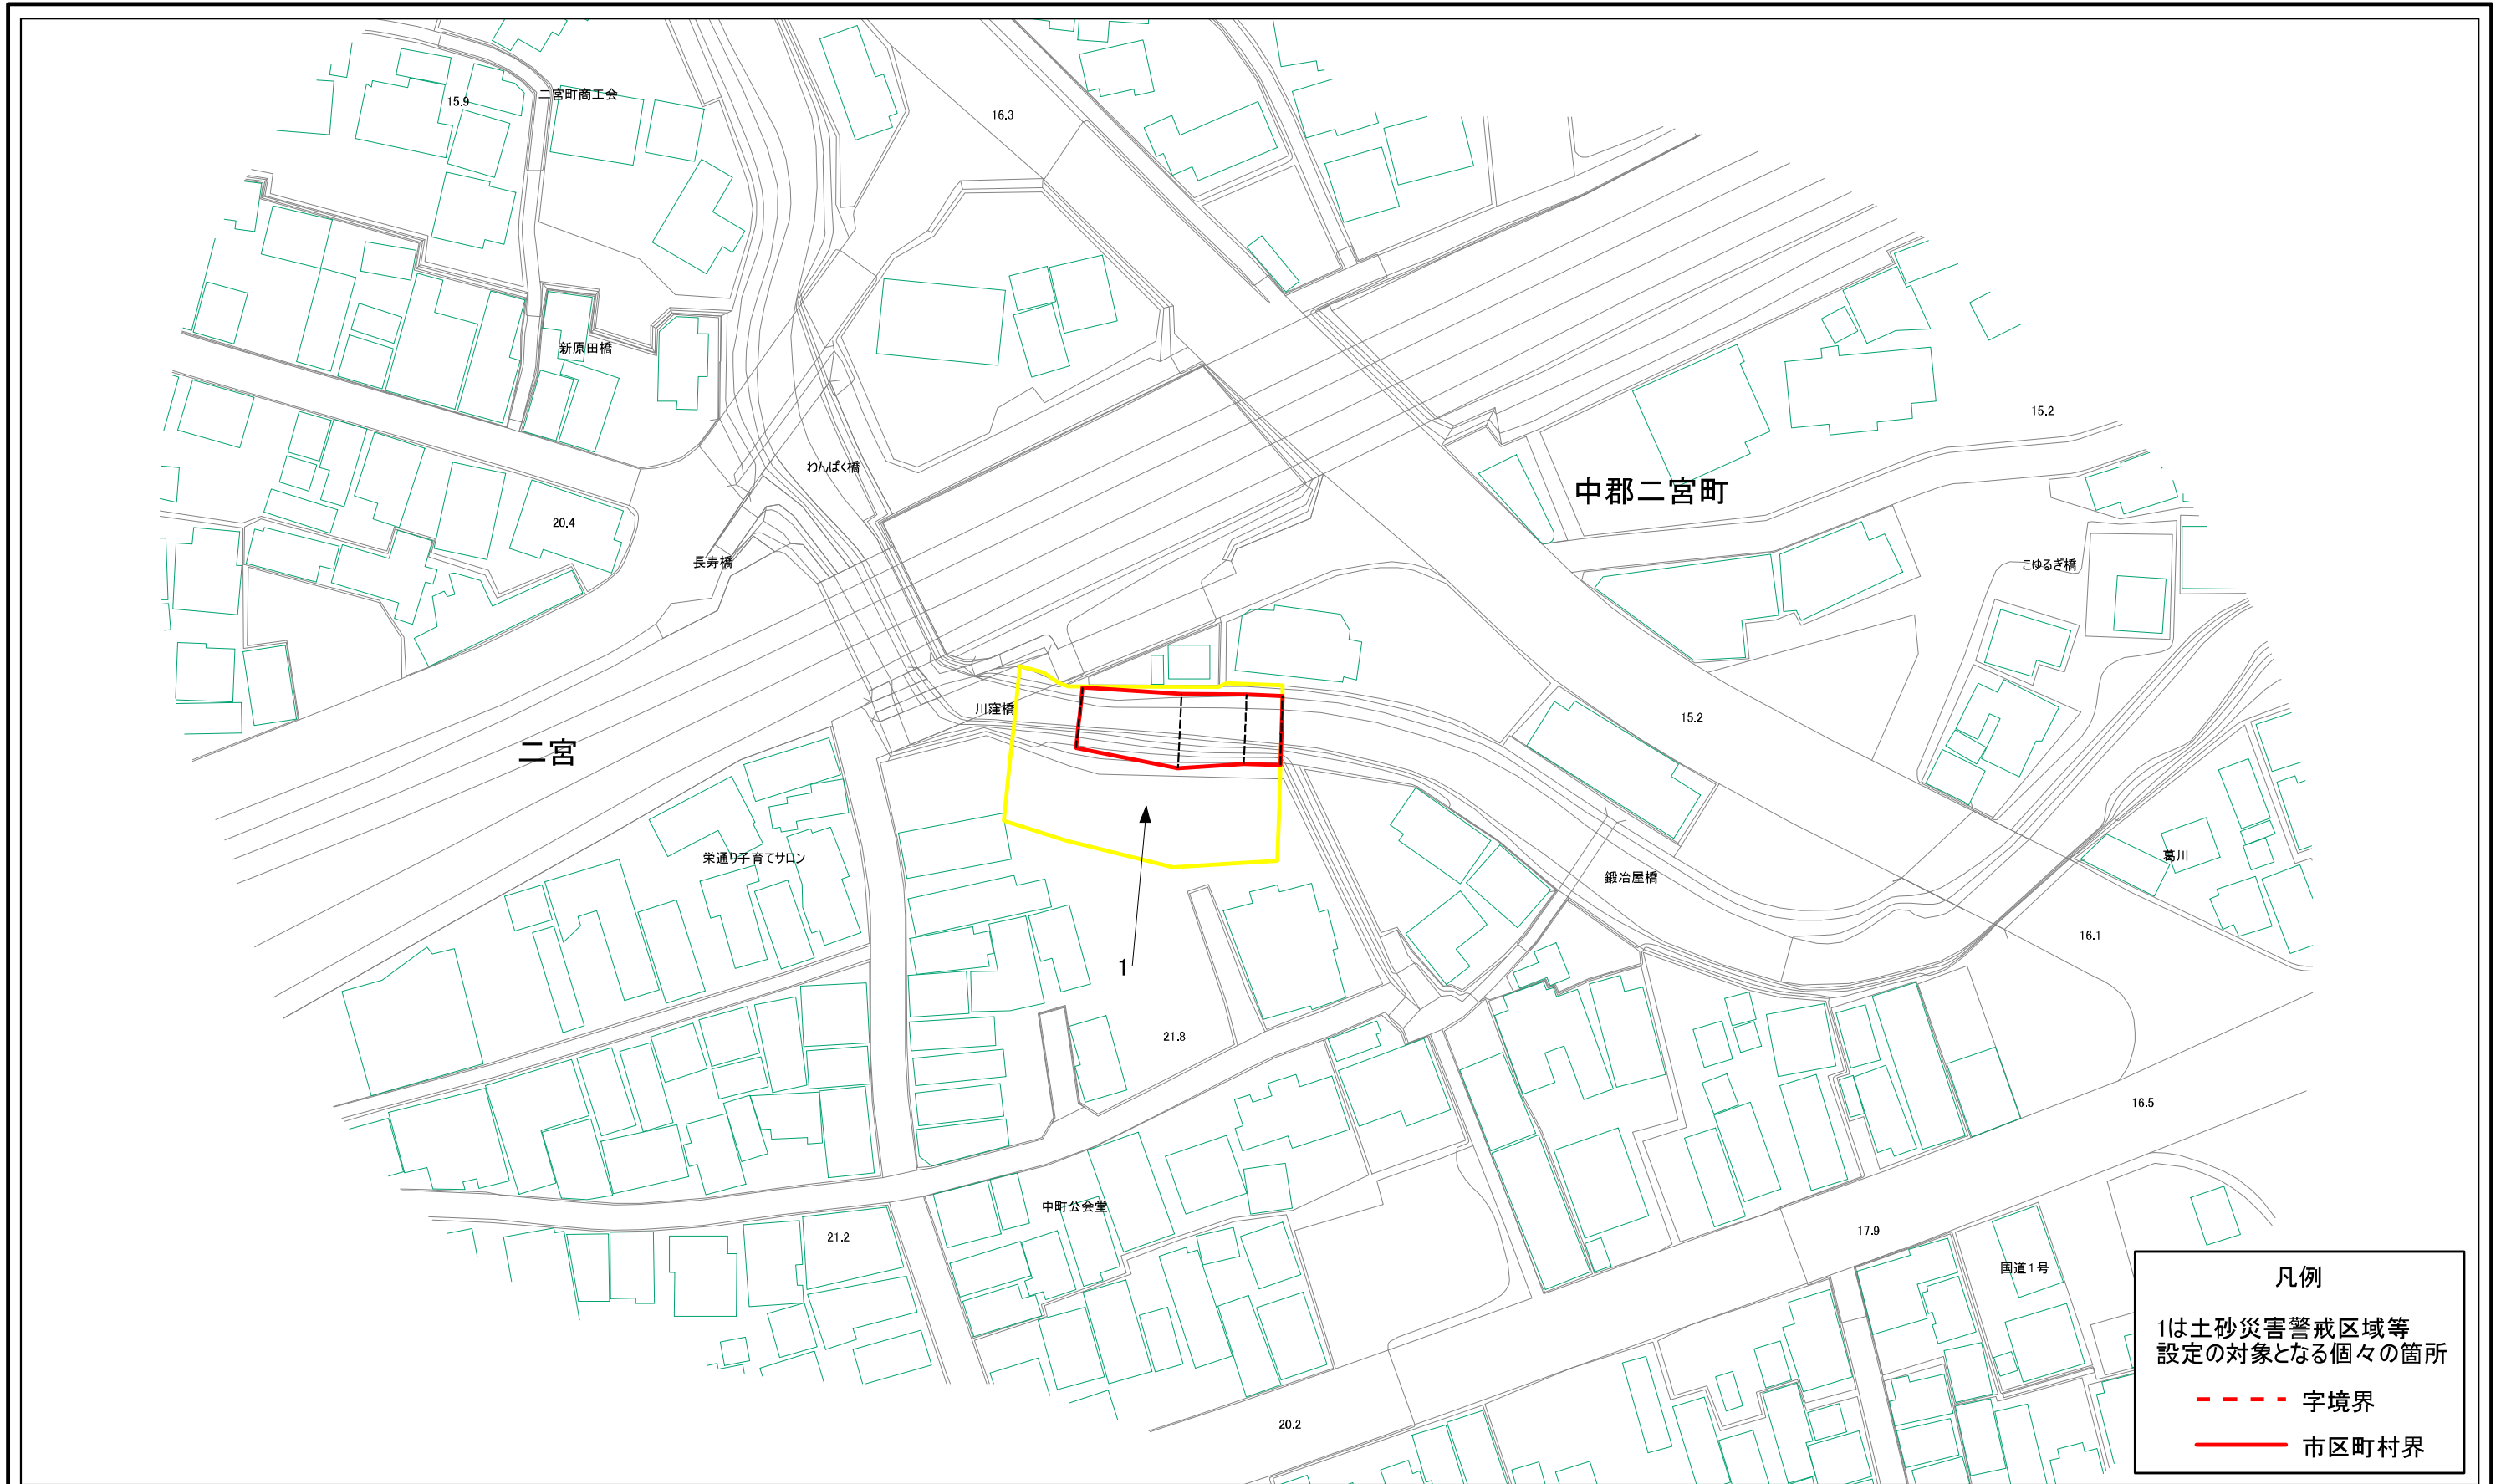 二宮町商工会
15.9
16.3
新原田橋
15.2
わんぱく橋
中郡二宮町
20.4
長寿橋
こゆるぎ橋
川窪橋
15.2
二宮
栄通り子育てサロン
葛川
鍛冶屋橋
16.1
1
21.8
16.5
中町公会堂
21.2
17.9
国道1号
20.2
凡例
1は土砂災害警戒区域等
設定の対象となる個々の箇所
字境界
市区町村界